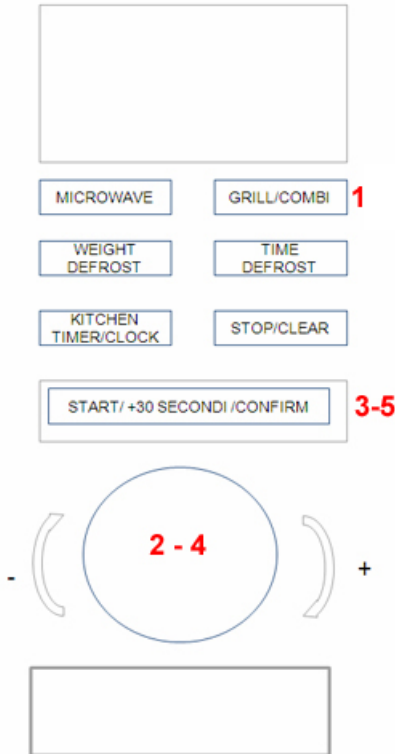 MICROWAVE
GRILL/COMBI
1
WEIGHT
DEFROST
TIME
DEFROST
KITCHEN
TIMER/CLOCK
STOP/CLEAR
START/ +30 SECONDI /CONFIRM
3-5
2 - 4
-
+